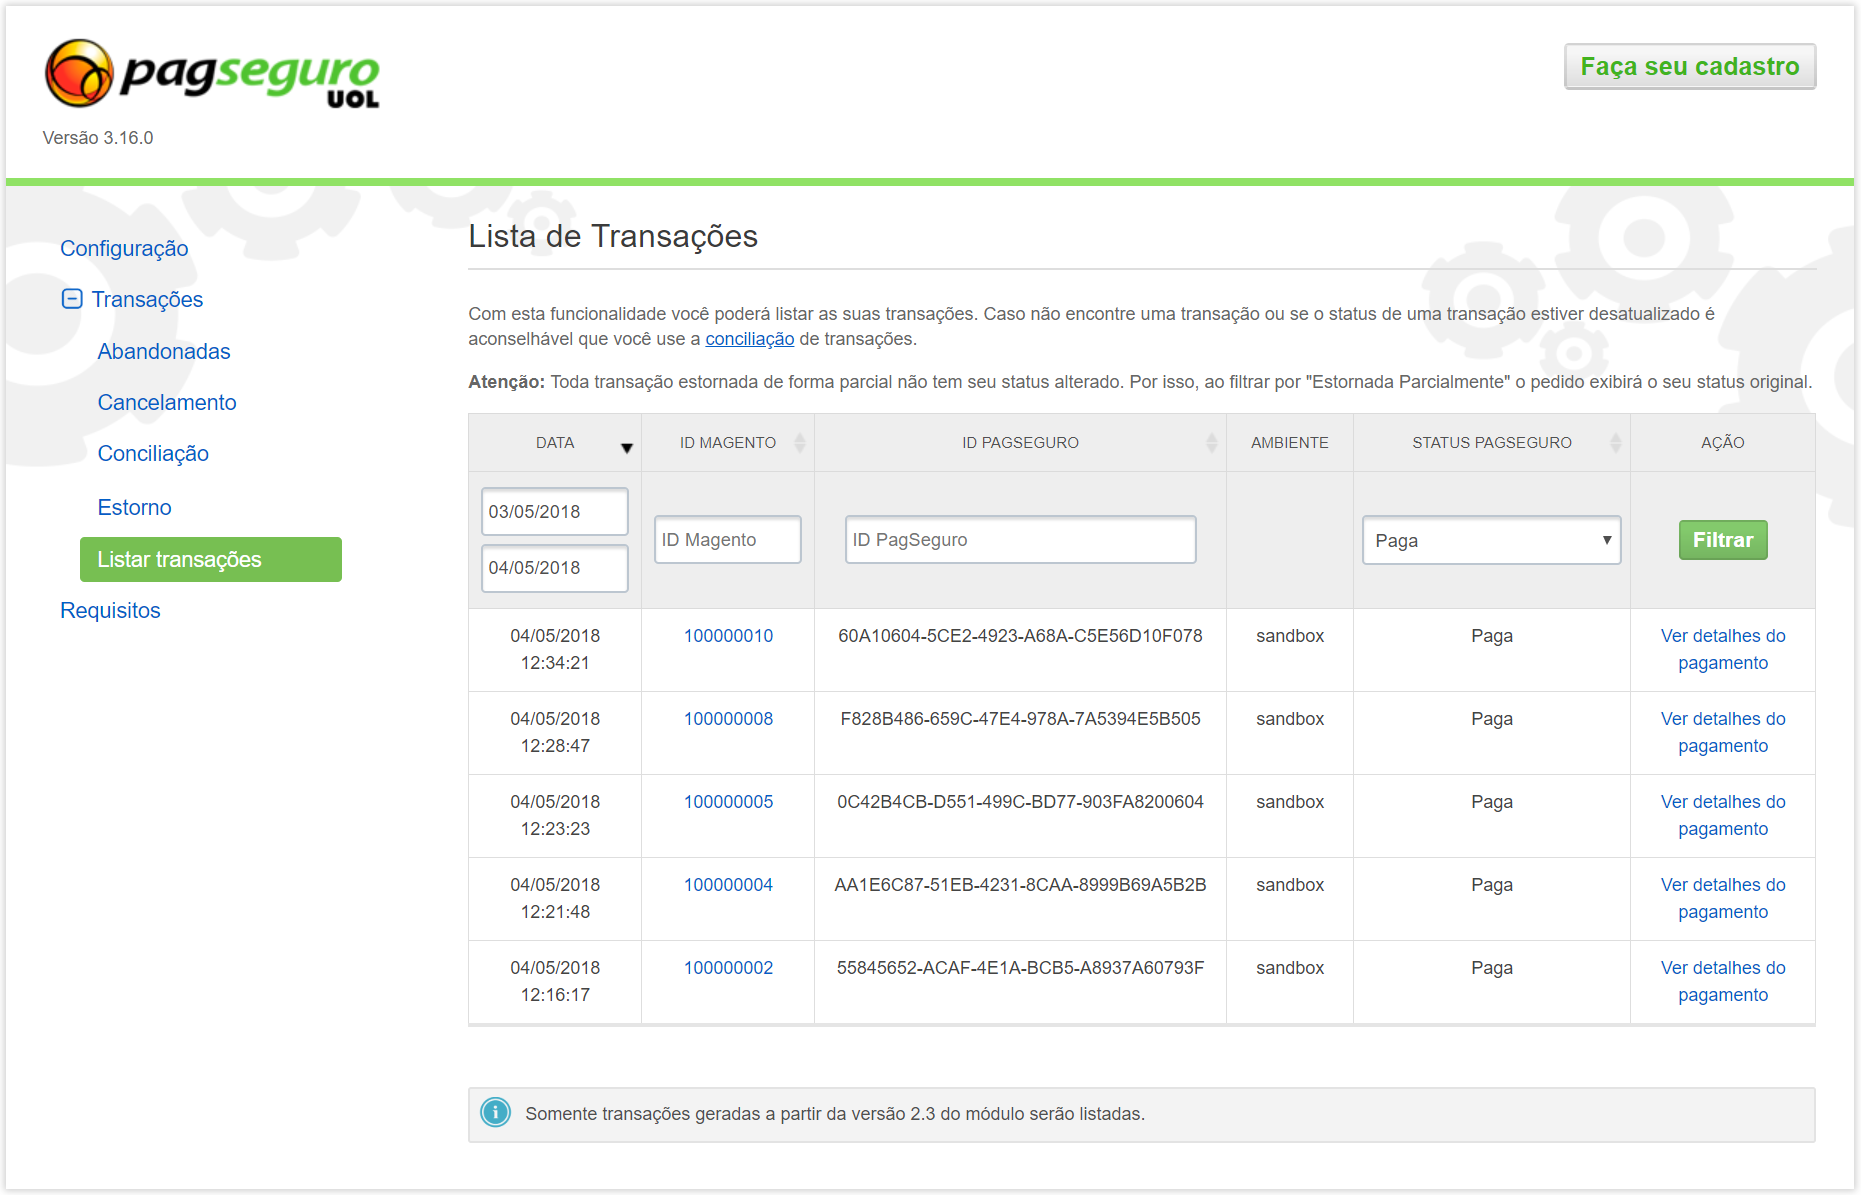 pagseguro
UOL
Faça seu cadastro
Versão 3.16.0
Configuração
Transações
Abandonadas
Cancelamento
Conciliação
Estorno
Listar transações
Requisitos
Lista de Transações
Com esta funcionalidade você poderá listar as suas transações. Caso não encontre uma transação ou se o status de uma transação estiver desatualizado é
aconselhável que você use a conciliação de transações.
Atenção: Toda transação estornada de forma parcial não tem seu status alterado. Por isso, ao filtrar por "Estornada Parcialmente" o pedido exibirá o seu status original.
DATA ID MAGENTO ID PAGSEGURO AMBIENTE STATUS PAGSEGURO AÇÃO
03/05/2018
ID Magento ID PagSeguro Paga Filtrar
04/05/2018
04/05/2018 100000010 60A10604-5CE2-4923-A68A-C5E56D10F078 sandbox Paga Ver detalhes do
12:34:21 pagamento
04/05/2018 100000008 F828B486-659C-47E4-978A-7A5394E5B505 sandbox Paga Ver detalhes do
12:28:47 pagamento
04/05/2018 100000005 0C42B4CB-D551-499C-BD77-903FA8200604 sandbox Paga Ver detalhes do
12:23:23 pagamento
04/05/2018 100000004 AA1E6C87-51EB-4231-8CAA-8999B69A5B2B sandbox Paga Ver detalhes do
12:21:48 pagamento
04/05/2018 100000002 55845652-ACAF-4E1A-BCB5-A8937A60793F sandbox Paga Ver detalhes do
12:16:17 pagamento
Somente transações geradas a partir da versão 2.3 do módulo serão listadas.